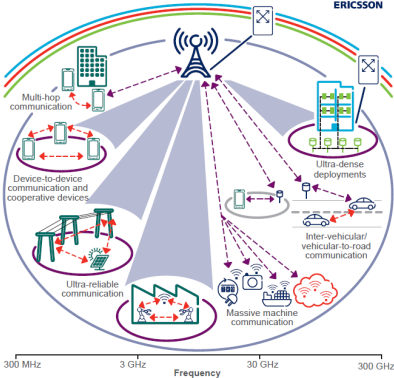 ERICSSON
Multi-hop
communication
Device-to-device
communication and
cooperative devices
Ultra-dense
deployments
Inter-vehicular/
vehicular-to-road
communication
Ultra-reliable
communication
Massive machine
communication
300 MHz
3 GHz
30 GHz
300 GHz
Frequency